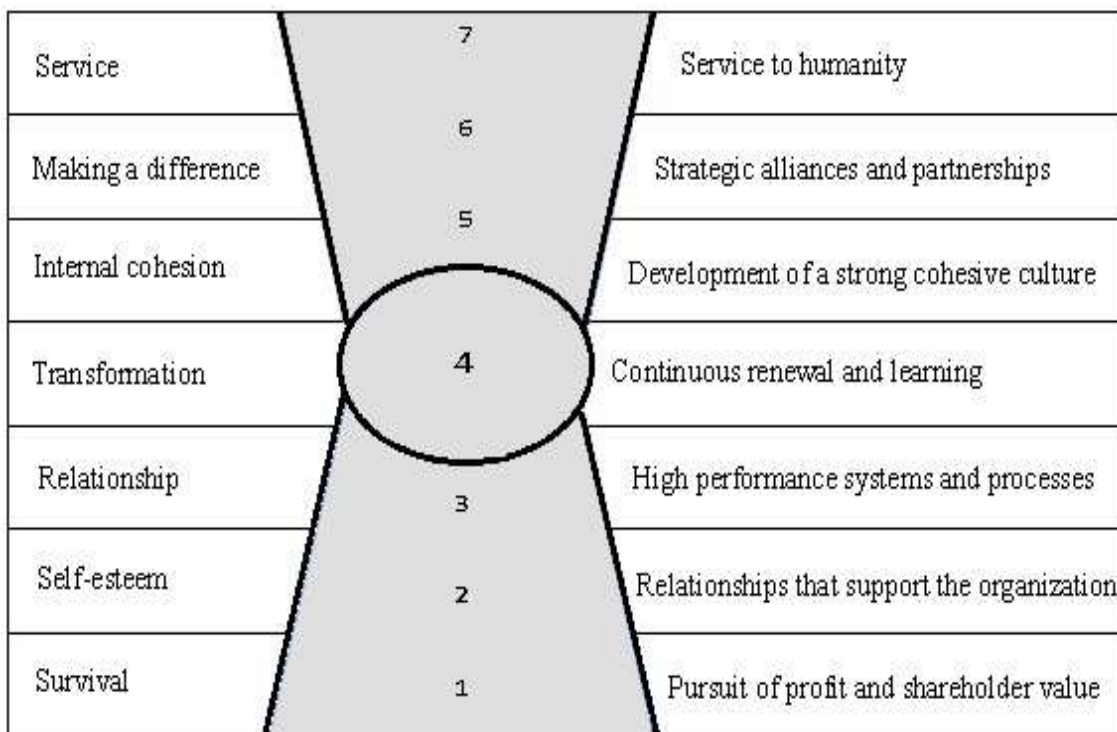 7
Service
Service to humanity
6
Making a difference
Strategic alliances and partnerships
5
Internal cohesion
Development of a strong cohesive culture
4
Transformation
Continuous renewal and learning
Relationship
High performance systems and processes
3
Self-esteem
Relationships that support the organization
2
Survival
Pursuit of profit and shareholder value
1